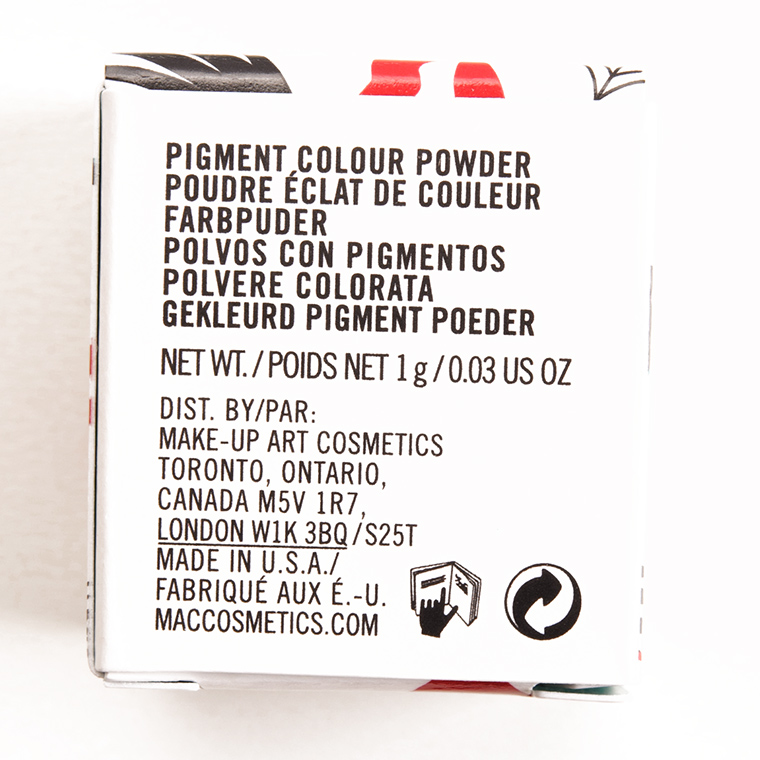 PIGMENT COLOUR POWDER
POUDRE ÉCLAT DE COULEUR
FARBPUDER
POLVOS CON PIGMENTOS
POLVERE COLORATA
GEKLEURD PIGMENT POEDER
NET WT. / POIDS NET 1 g / 0.03 US OZ
DIST. BY/PAR:
MAKE-UP ART COSMETICS
TORONTO, ONTARIO,
CANADA M5V 1R7,
LONDON W1K 3BQ/S25T
MADE IN U.S.A./
FABRIQUÉ AUX É.-U.
MACCOSMETICS.COM